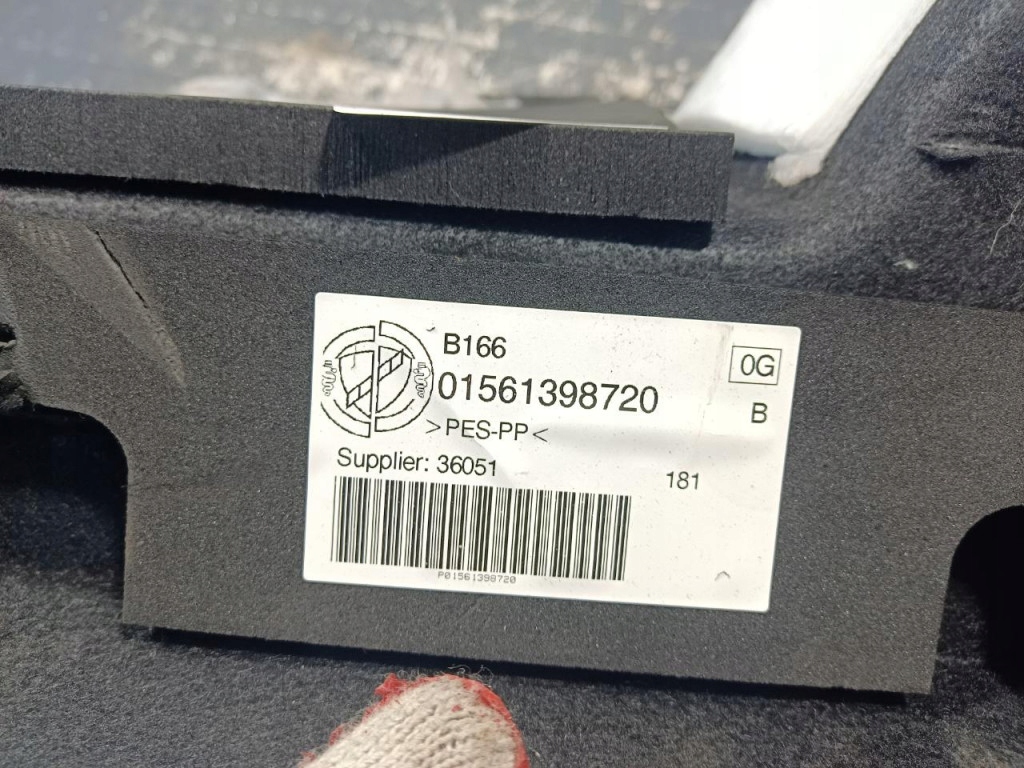 B166
0G
01561398720
B
>PES-PP<
Supplier: 36051
181
P01561398720